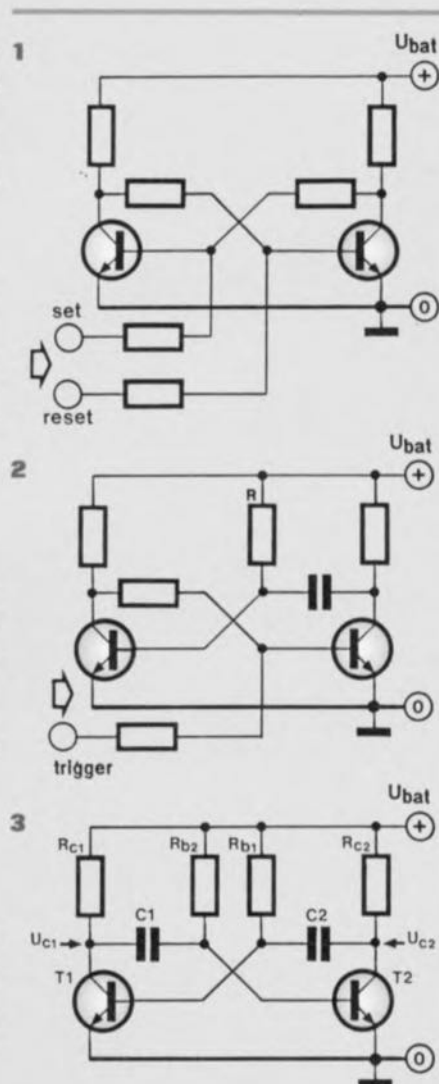 1
Ubat
+
set
reset
0
2
Ubat
+
R
trigger
0
3
Ubat
+
Rc1 Rb2 Rb1 Rc2
C1 C2
Uc1 Uc2
T1 T2
0